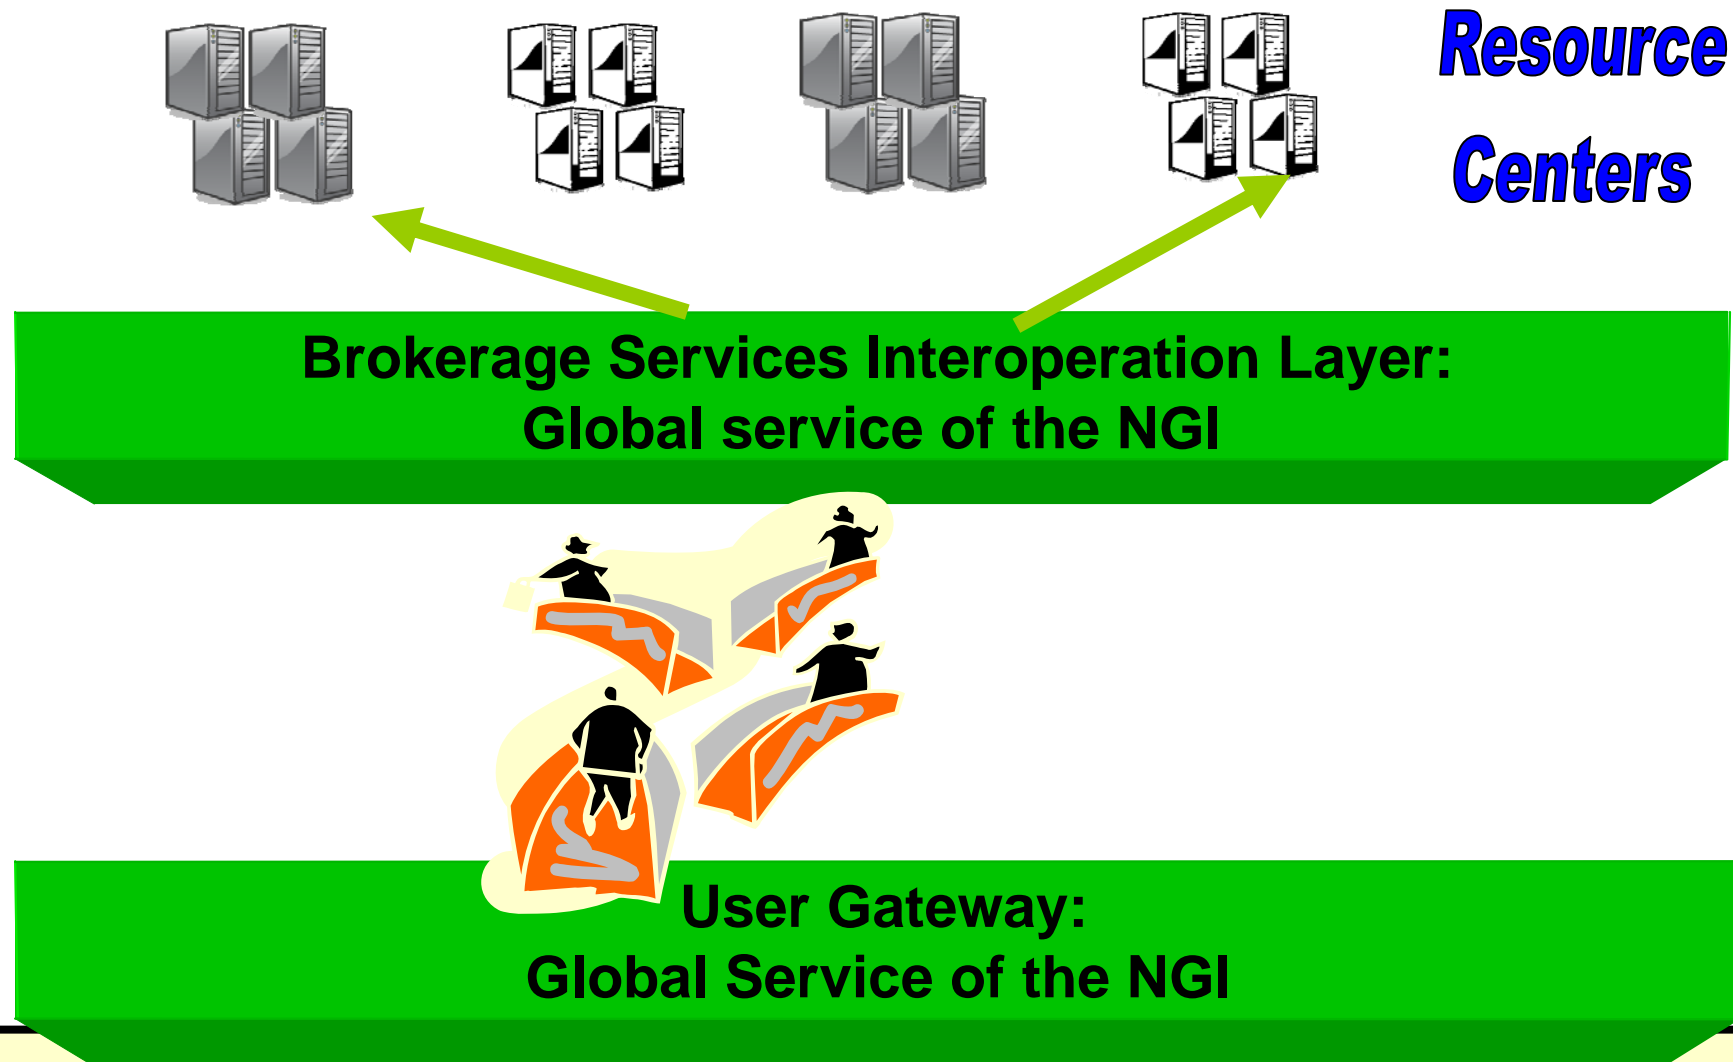 Resource
Centers
Brokerage Services Interoperation Layer:
Global service of the NGI
User Gateway:
Global Service of the NGI